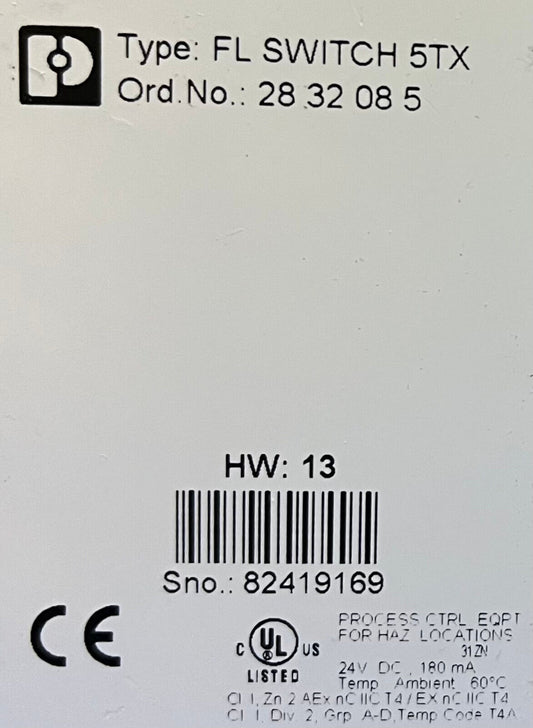 Type: FL SWITCH 5TX
Ord.No.: 28 32 08 5
HW: 13
Sno.: 82419169
CE
C UL US
LISTED
PROCESS CTRL EQPT
FOR HAZ LOCATIONS
31ZN
24V DC, 180 mA
Temp Ambient 60°C
Cl I, Zn 2 AEx nC IIC T4 / EX nC IIC T4
Cl I, Div. 2, Grp A-D, Temp Code T4A